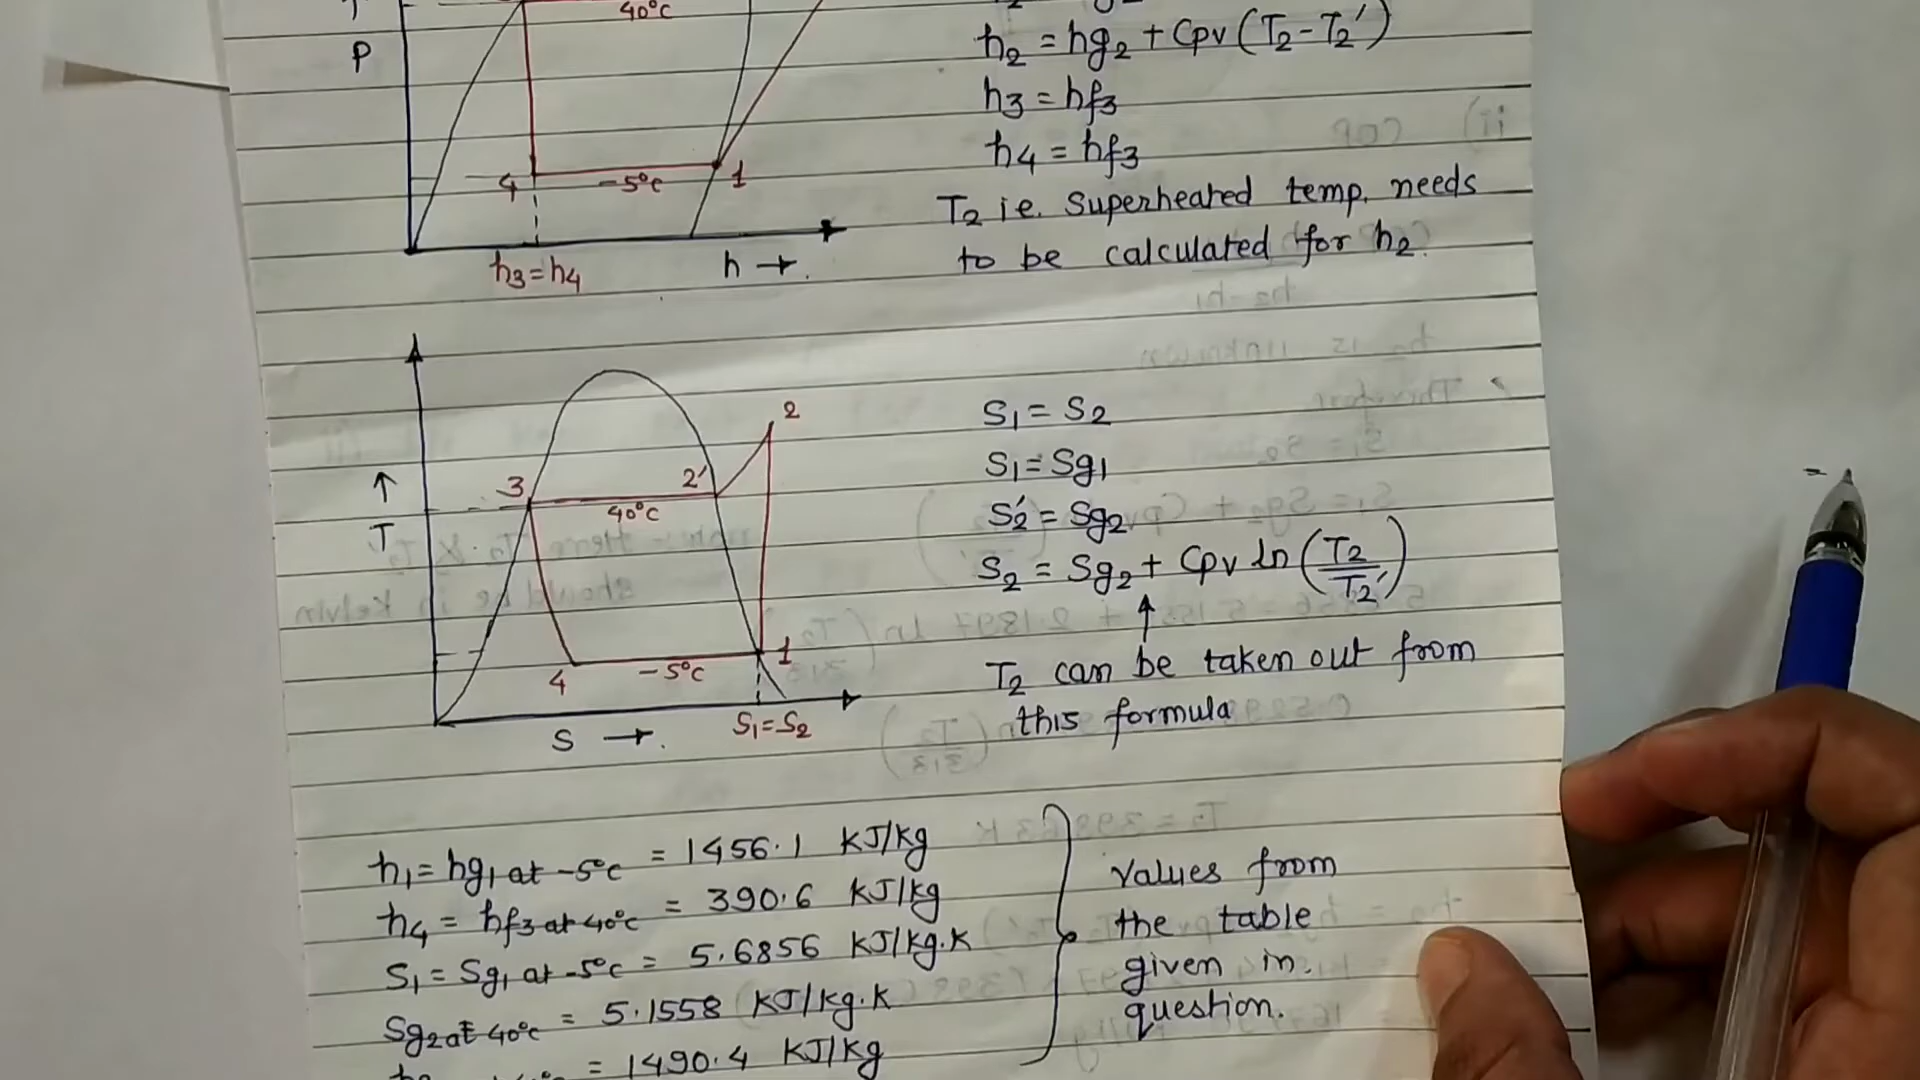 40°C
P
h2 = hg2 + Cpv (T2 - T2')
h3 = hf3
h4 = hf3
4
-5°C
1
h3 = h4
h →
T2 ie. Superheated temp. needs
to be calculated for h2.
↑
T
3
2'
2
40°C
4
-5°C
1
S →
S1 = S2
S1 = S2
S1 = Sg1
S2' = Sg2
S2 = Sg2 + Cpv ln (T2/T2')
T2 can be taken out from
this formula
h1 = hg1 at -5°C = 1456.1 KJ/kg
h4 = hf3 at 40°C = 390.6 KJ/kg
S1 = Sg1 at -5°C = 5.6856 KJ/kg.K
Sg2 at 40°C = 5.1558 KJ/kg.K
= 1490.4 KJ/kg
values from
the table
given in.
question.